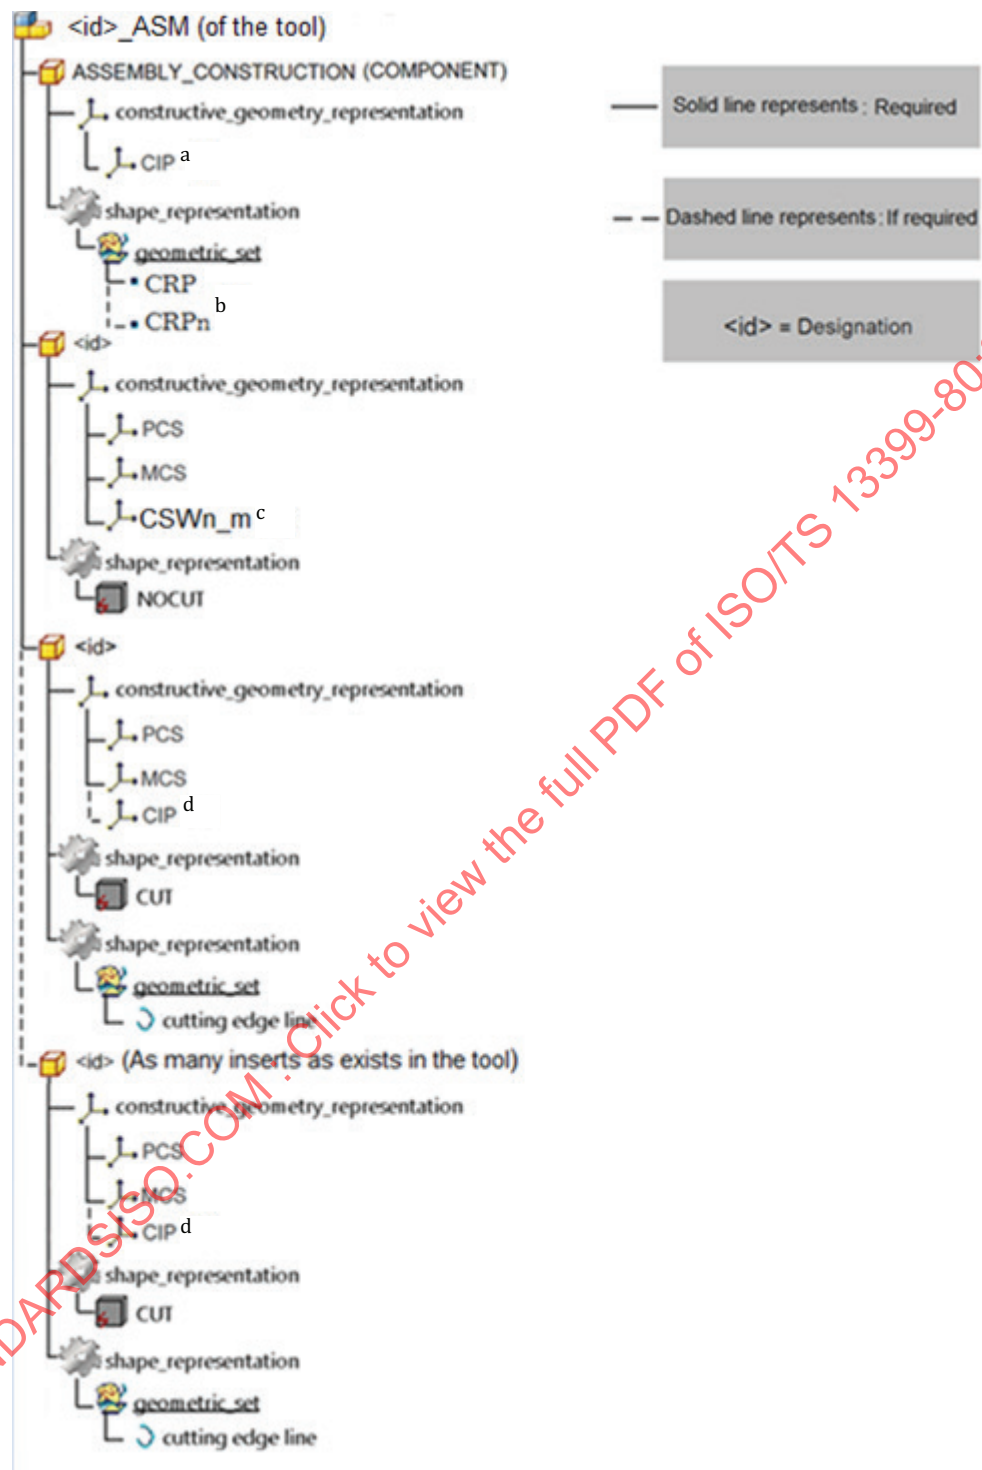 <id>_ASM (of the tool)
ASSEMBLY_CONSTRUCTION (COMPONENT)
constructive_geometry_representation
CIP a
shape_representation
geometric_set
CRP
CRPn b
<id>
constructive_geometry_representation
PCS
MCS
CSWn_m c
shape_representation
NOCUT
<id>
constructive_geometry_representation
PCS
MCS
CIP d
shape_representation
CUT
shape_representation
geometric_set
cutting edge line
<id> (As many inserts as exists in the tool)
constructive_geometry_representation
PCS
MCS
CIP d
shape_representation
CUT
shape_representation
geometric_set
cutting edge line
Solid line represents : Required
Dashed line represents : If required
<id> = Designation
NDARDSISO.COM : Click to view the full PDF of ISO/TS 13399-80